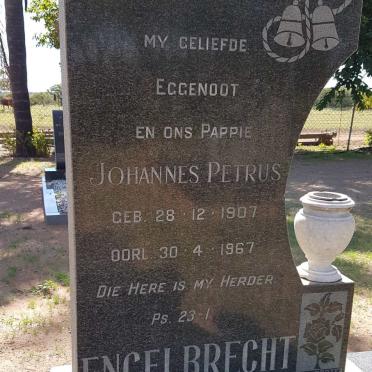 MY GELIEFDE
EGGENOOT
EN ONS PAPPIE
JOHANNES PETRUS
GEB. 28 - 12 - 1907
OORL. 30 - 4 - 1967
DIE HERE IS MY HERDER
PS. 23-1
ENGELBRECHT